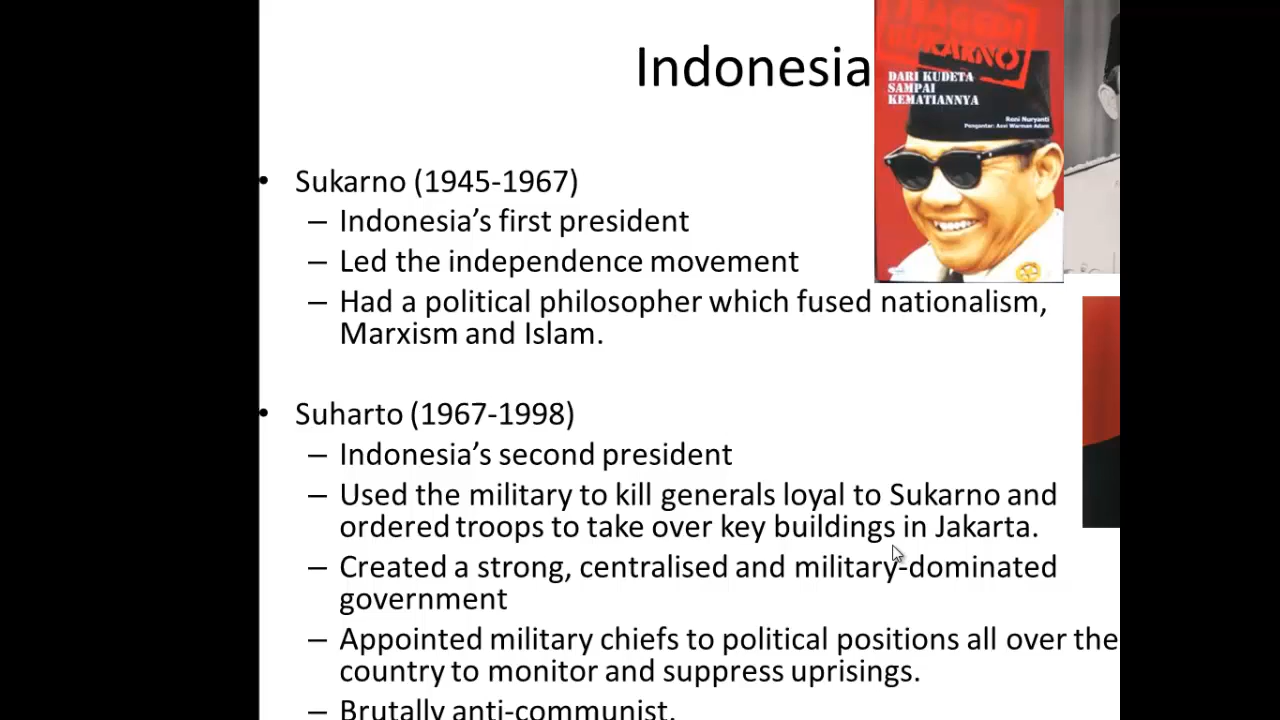 Indonesia
SUKARNO
DARI KUDETA
SAMPAI
KEMATIANNYA
Reni Nuryanti
Pengantar: Asvi Warman Adam
• Sukarno (1945-1967)
– Indonesia’s first president
– Led the independence movement
– Had a political philosopher which fused nationalism,
Marxism and Islam.
• Suharto (1967-1998)
– Indonesia’s second president
– Used the military to kill generals loyal to Sukarno and
ordered troops to take over key buildings in Jakarta.
– Created a strong, centralised and military-dominated
government
– Appointed military chiefs to political positions all over the
country to monitor and suppress uprisings.
– Brutally anti-communist.